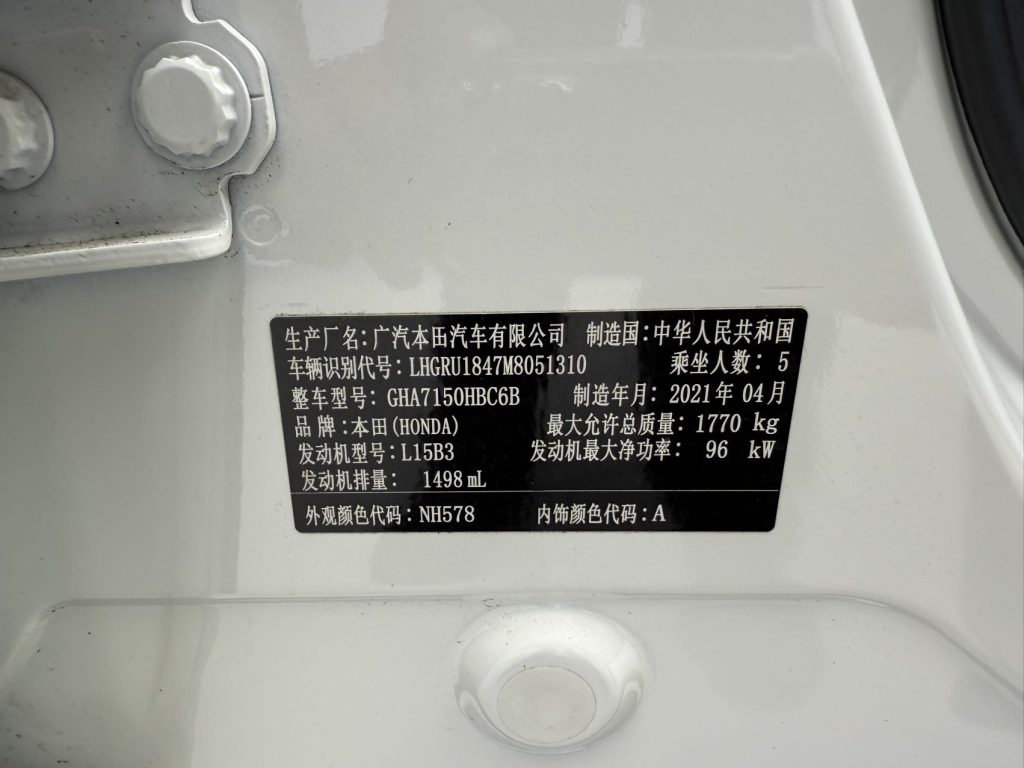 生产厂名：广汽本田汽车有限公司 制造国：中华人民共和国
车辆识别代号：LHGRU1847M8051310 乘坐人数：5
整车型号：GHA7150HBC6B 制造年月：2021年 04月
品牌：本田(HONDA) 最大允许总质量：1770 kg
发动机型号：L15B3 发动机最大净功率：96 kW
发动机排量：1498 mL
外观颜色代码：NH578 内饰颜色代码：A